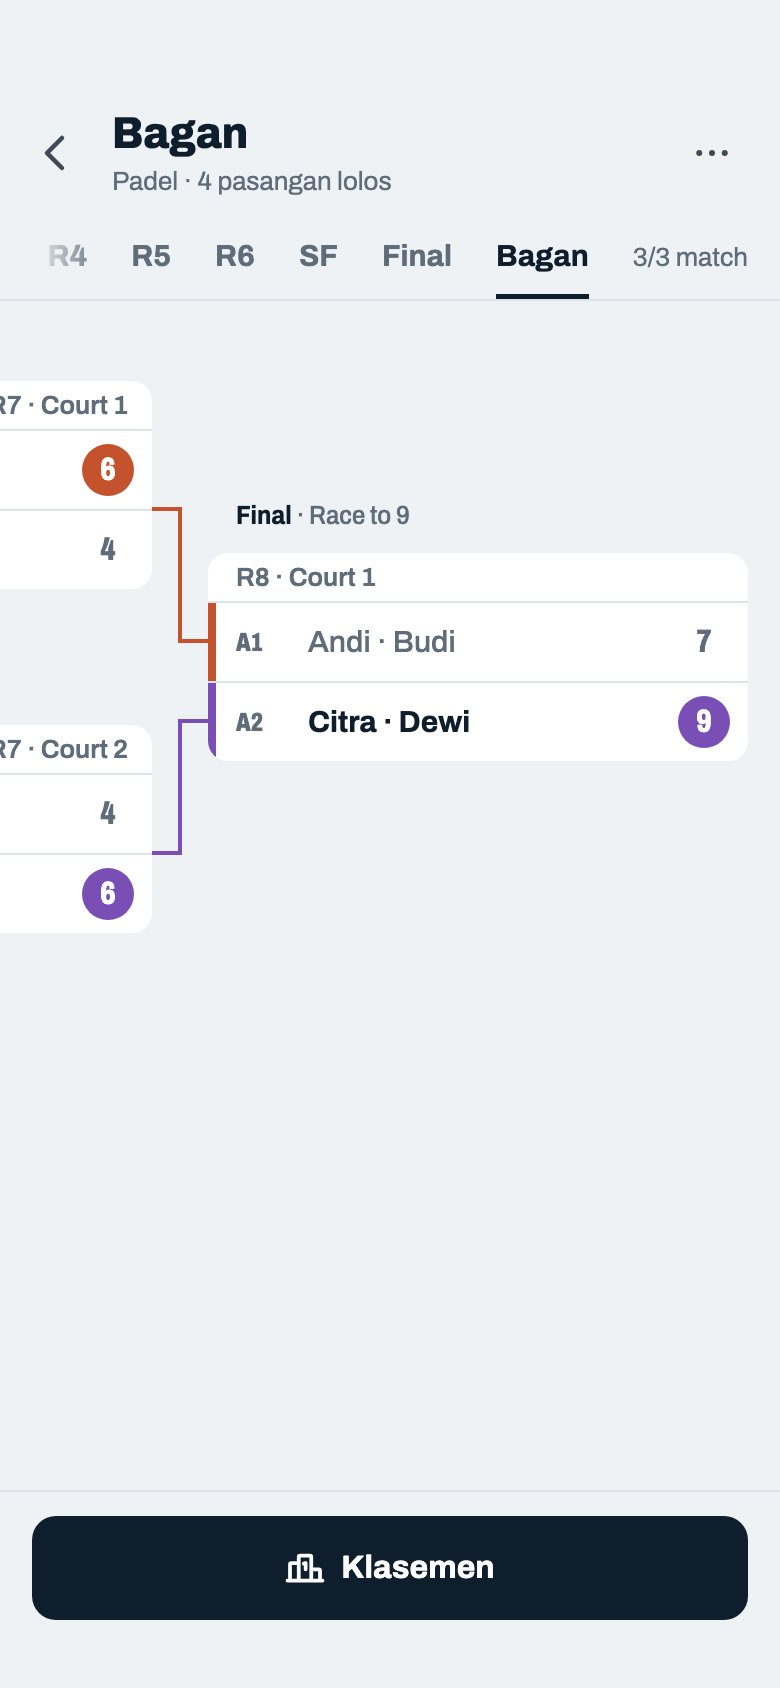 Bagan
Padel · 4 pasangan lolos
R4 R5 R6 SF Final Bagan 3/3 match
R7 · Court 1
6
4
Final · Race to 9
R8 · Court 1
A1 Andi · Budi 7
A2 Citra · Dewi 9
R7 · Court 2
4
6
Klasemen